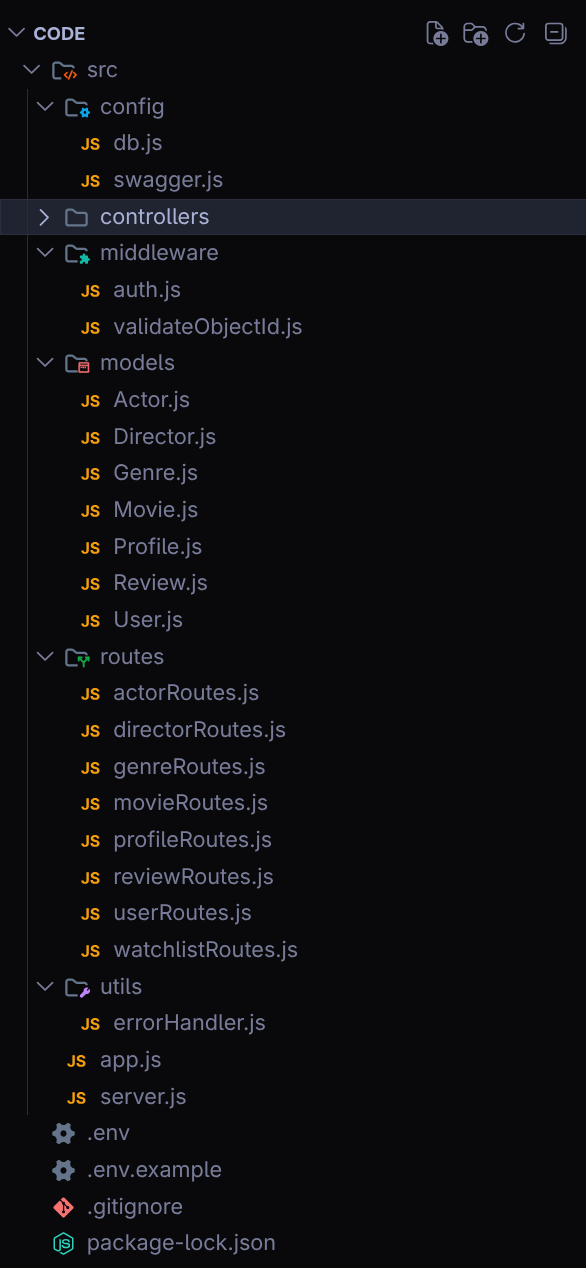 CODE
src
config
JS db.js
JS swagger.js
controllers
middleware
JS auth.js
JS validateObjectId.js
models
JS Actor.js
JS Director.js
JS Genre.js
JS Movie.js
JS Profile.js
JS Review.js
JS User.js
routes
JS actorRoutes.js
JS directorRoutes.js
JS genreRoutes.js
JS movieRoutes.js
JS profileRoutes.js
JS reviewRoutes.js
JS userRoutes.js
JS watchlistRoutes.js
utils
JS errorHandler.js
JS app.js
JS server.js
.env
.env.example
.gitignore
JS package-lock.json